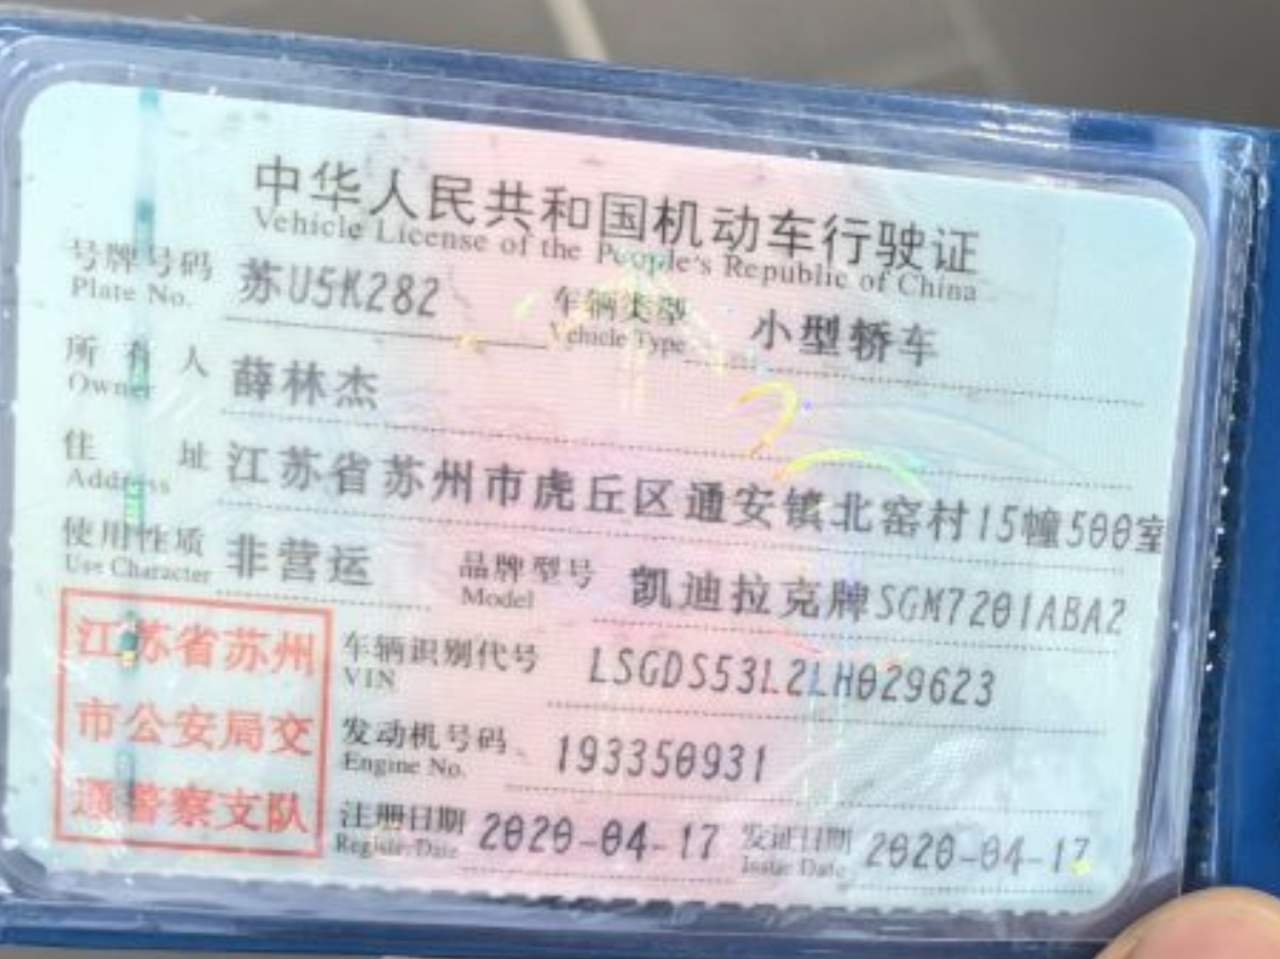 中华人民共和国机动车行驶证
Vehicle License of the People's Republic of China
号牌号码 苏U5K282 车辆类型 小型轿车
Plate No. Vehicle Type
所有人 薛林杰
Owner
住址 江苏省苏州市虎丘区通安镇北窑村15幢500室
Address
使用性质 非营运 品牌型号 凯迪拉克牌SGM7201ABA2
Use Character Model
江苏省苏州
市公安局交
通警察支队
车辆识别代号 LSGDS53L2LH029623
VIN
发动机号码 193350931
Engine No.
注册日期 2020-04-17 发证日期 2020-04-17
Register Date Issue Date